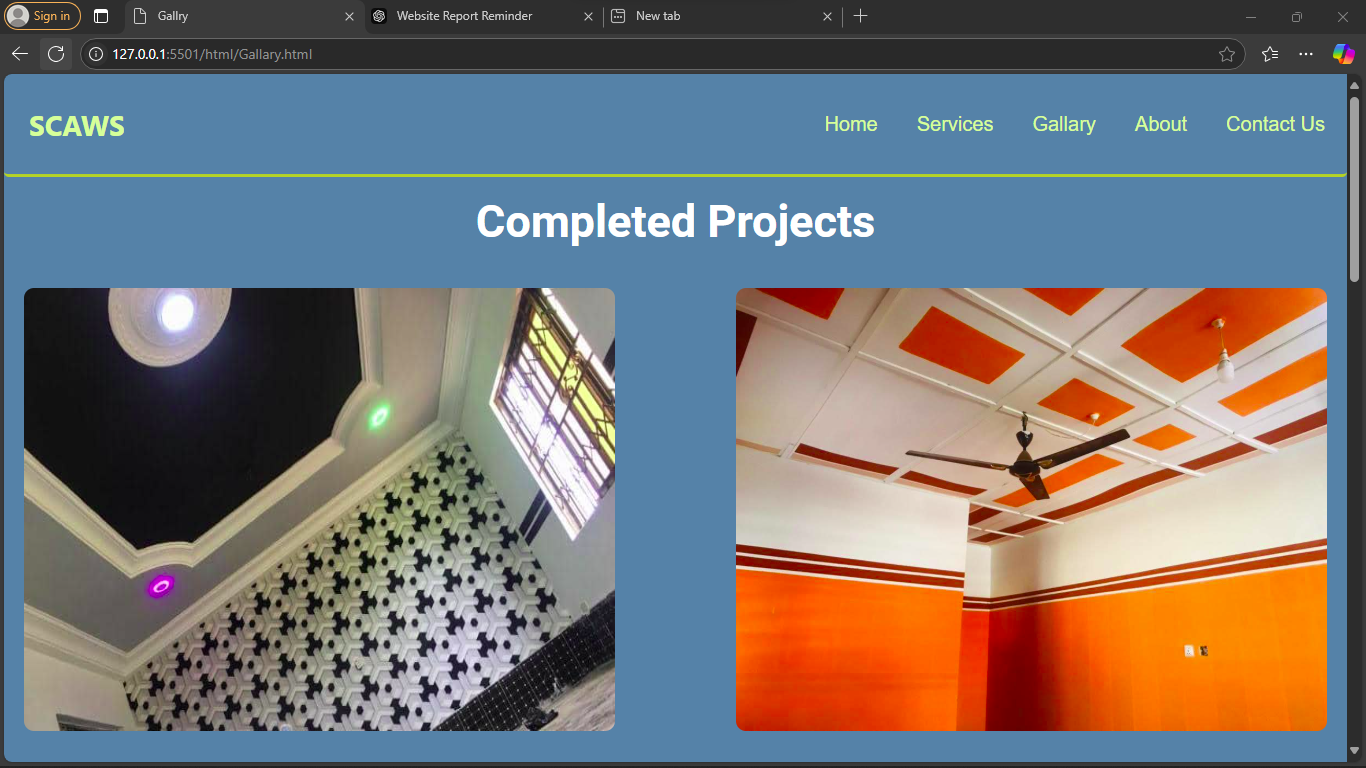 Sign in
Gallry
Website Report Reminder
New tab
127.0.0.1:5501/html/Gallary.html
SCAWS
Home Services Gallary About Contact Us
Completed Projects